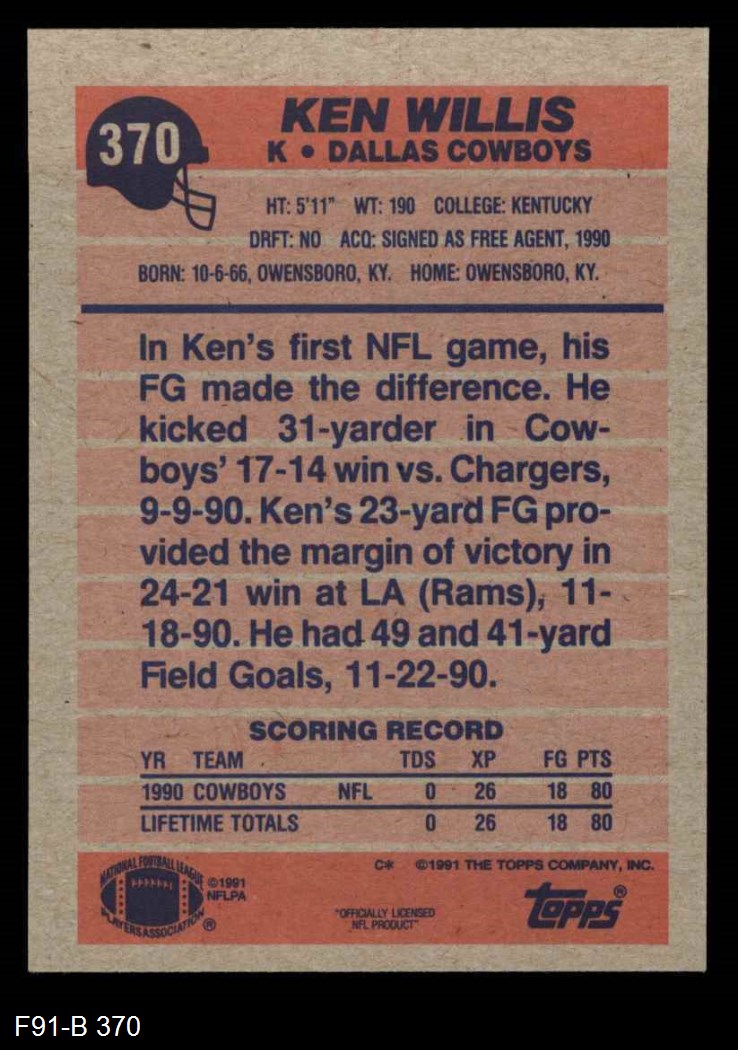 370
KEN WILLIS
K • DALLAS COWBOYS
HT: 5'11" WT: 190 COLLEGE: KENTUCKY
DRFT: NO ACQ: SIGNED AS FREE AGENT, 1990
BORN: 10-6-66, OWENSBORO, KY. HOME: OWENSBORO, KY.
In Ken's first NFL game, his
FG made the difference. He
kicked 31-yarder in Cow-
boys' 17-14 win vs. Chargers,
9-9-90. Ken's 23-yard FG pro-
vided the margin of victory in
24-21 win at LA (Rams), 11-
18-90. He had 49 and 41-yard
Field Goals, 11-22-90.
SCORING RECORD
YR TEAM TDS XP FG PTS
1990 COWBOYS NFL 0 26 18 80
LIFETIME TOTALS 0 26 18 80
C* ©1991 THE TOPPS COMPANY, INC.
NATIONAL FOOTBALL LEAGUE
PLAYERS ASSOCIATION ®
©1991
NFLPA
"OFFICIALLY LICENSED
NFL PRODUCT"
topps®
F91-B 370